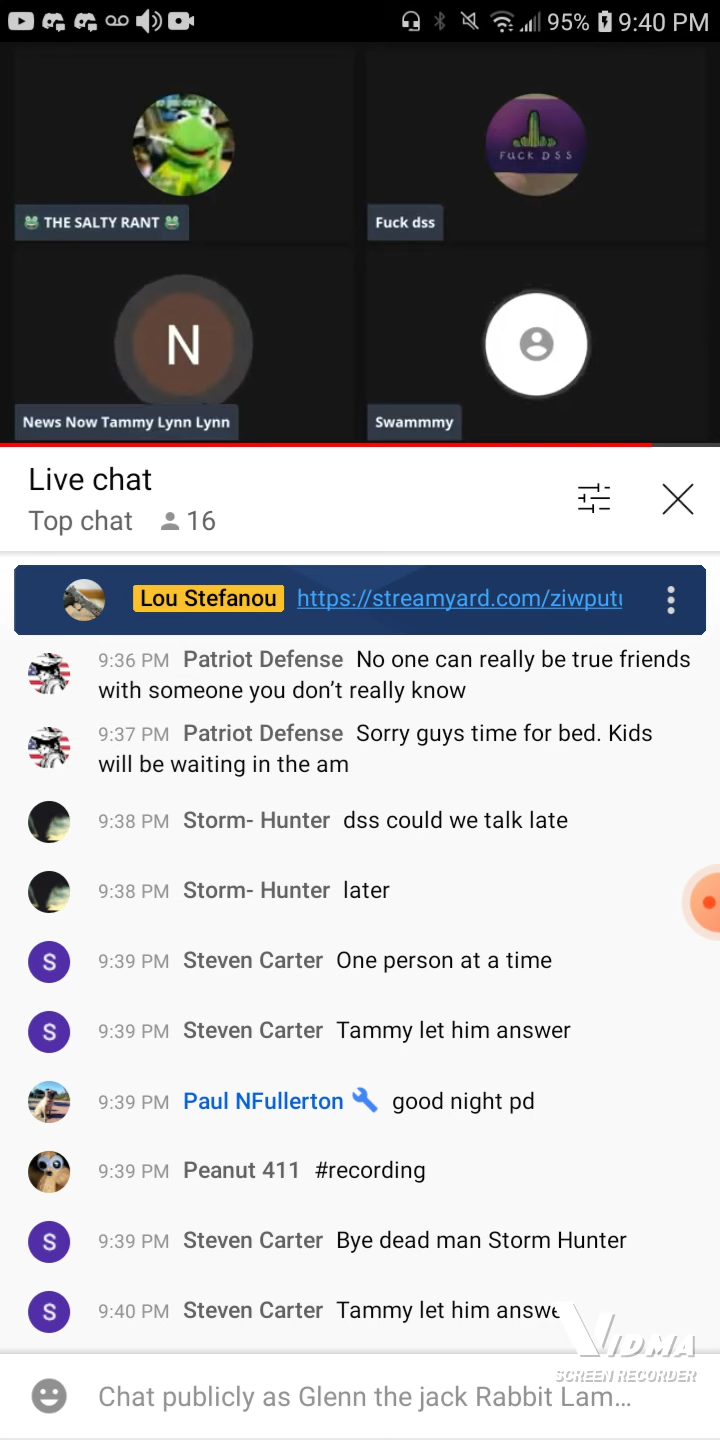 95% 9:40 PM
FUCK DSS
THE SALTY RANT
Fuck dss
N
News Now Tammy Lynn Lynn
Swammmy
Live chat
Top chat 16
Lou Stefanou https://streamyard.com/ziwput
9:36 PM Patriot Defense No one can really be true friends
with someone you don’t really know
9:37 PM Patriot Defense Sorry guys time for bed. Kids
will be waiting in the am
9:38 PM Storm- Hunter dss could we talk late
9:38 PM Storm- Hunter later
S 9:39 PM Steven Carter One person at a time
S 9:39 PM Steven Carter Tammy let him answer
9:39 PM Paul NFullerton good night pd
9:39 PM Peanut 411 #recording
S 9:39 PM Steven Carter Bye dead man Storm Hunter
S 9:40 PM Steven Carter Tammy let him answe
VIDMA
SCREEN RECORDER
Chat publicly as Glenn the jack Rabbit Lam...